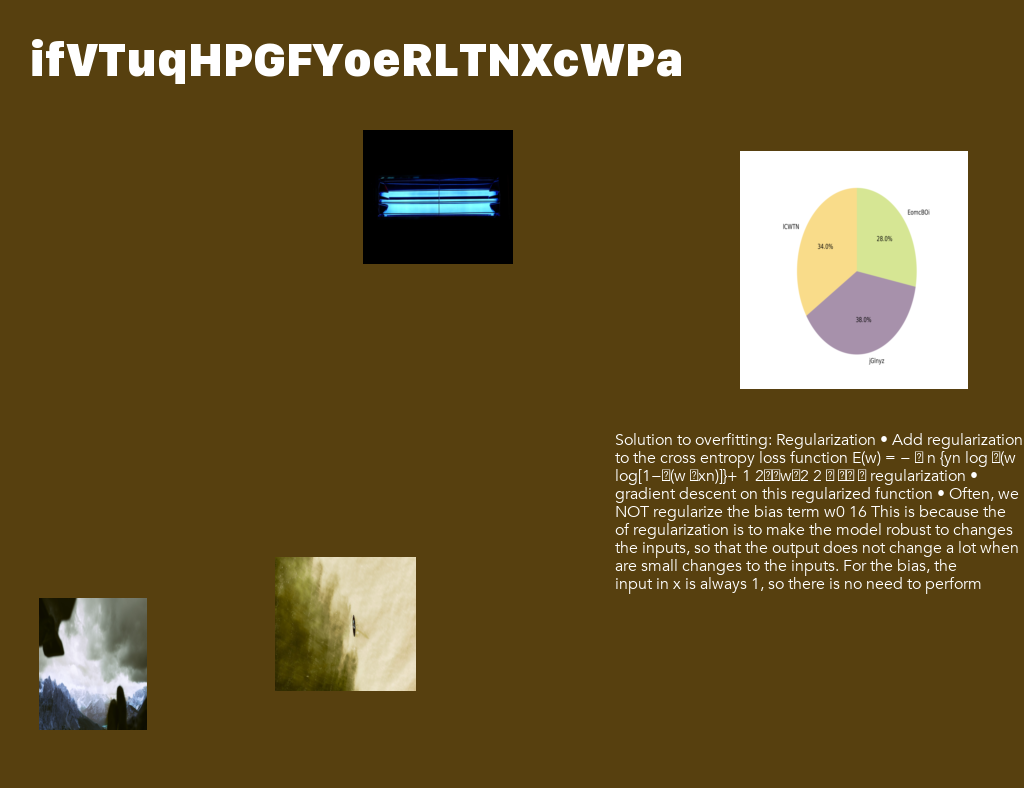 ifVTuqHPGFYoeRLTNXcWPa
EomcBOi
ICWTN
28.0%
34.0%
38.0%
jGlnyz
Solution to overfitting: Regularization • Add regularization
to the cross entropy loss function E(w) = − n {yn log (w
log[1−(w xn)]}+ 1 2w2 2 regularization •
gradient descent on this regularized function • Often, we
NOT regularize the bias term w0 16 This is because the
of regularization is to make the model robust to changes
the inputs, so that the output does not change a lot when
are small changes to the inputs. For the bias, the
input in x is always 1, so there is no need to perform